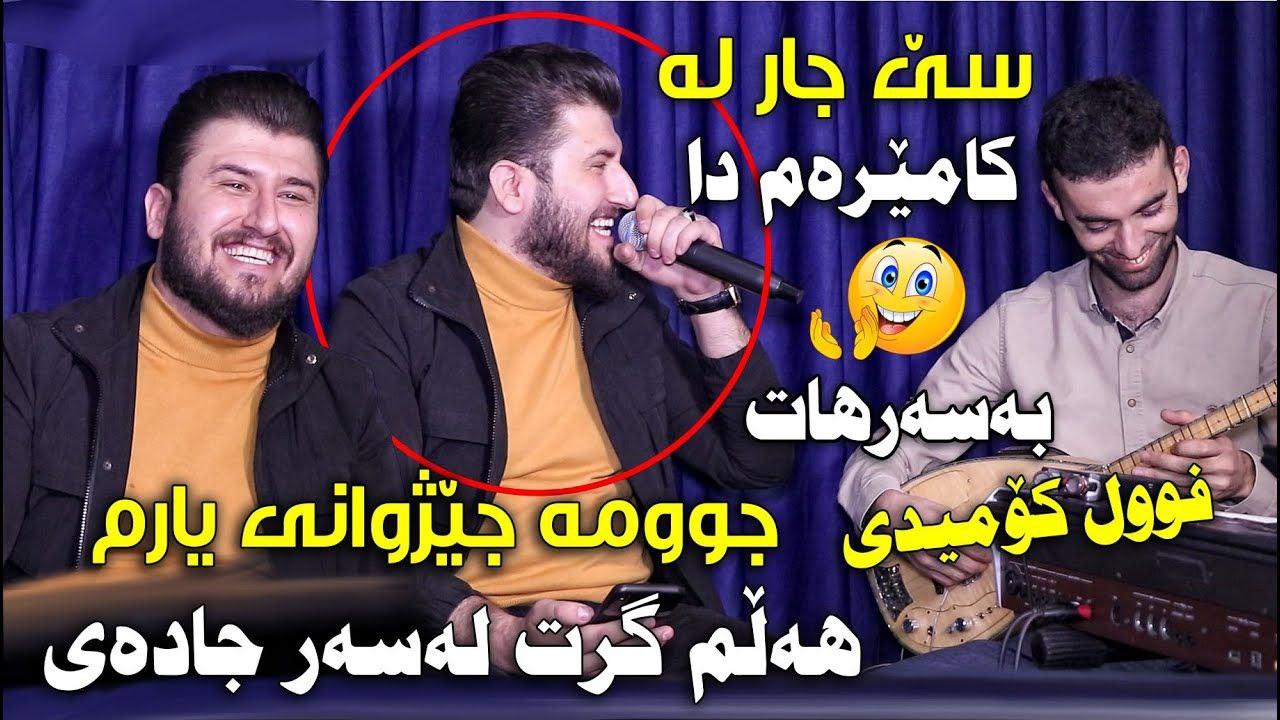 سێ جار لە
کامێرەم دا
بەسەرهات
فوول کۆمیدی
جوومە جێژوانی یارم
هەڵم گرت لەسەر جادەی